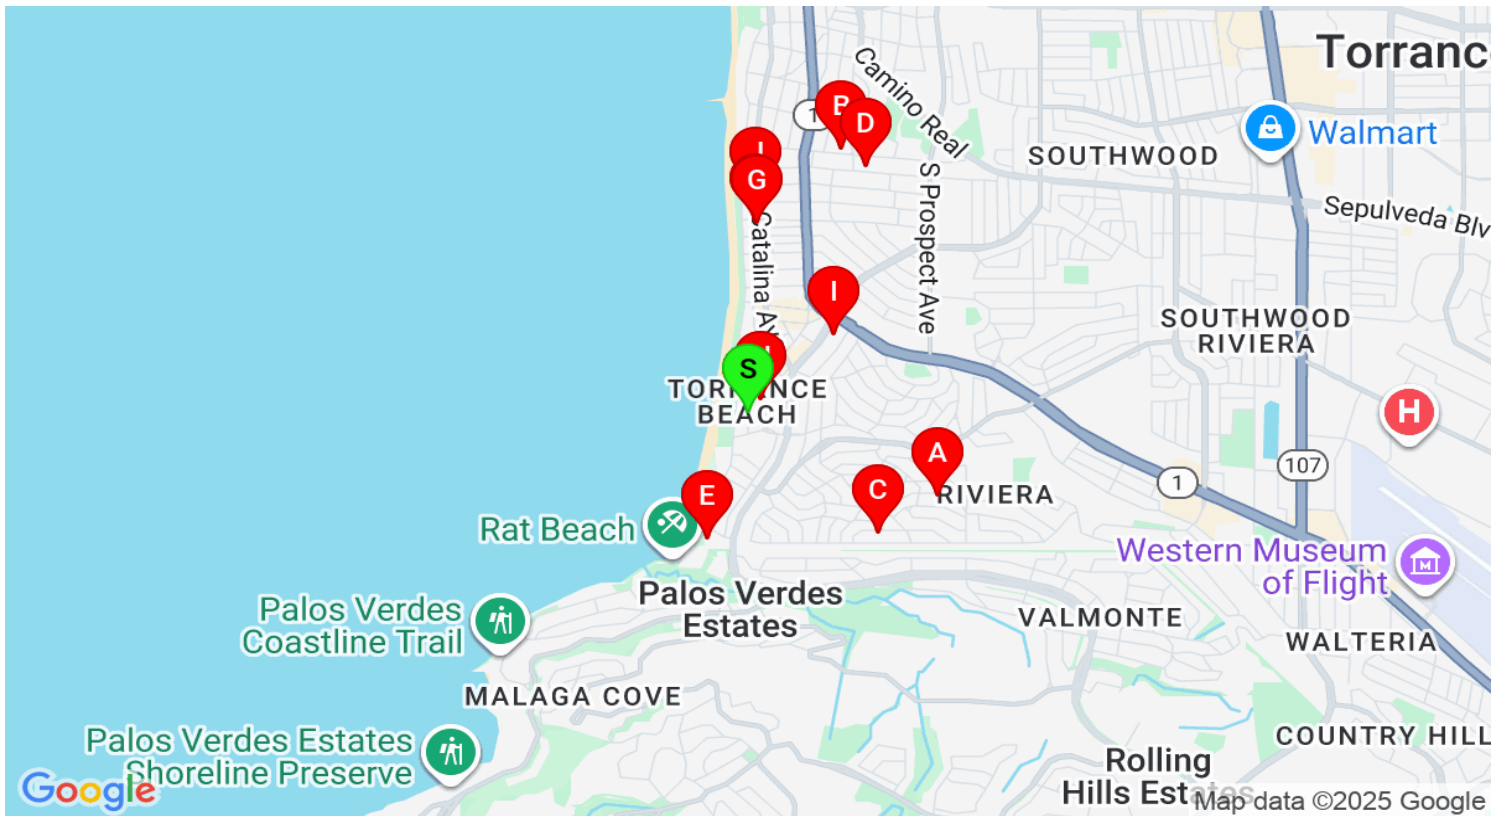 Torranc
Camino Real
1
B
D
Walmart
SOUTHWOOD
J
G
S Prospect Ave
Sepulveda Blv
Catalina Av
I
SOUTHWOOD
RIVIERA
S
TORRANCE
BEACH
H
A
107
C
RIVIERA
1
E
Rat Beach
Western Museum
of Flight
M
Palos Verdes
Estates
Palos Verdes
Coastline Trail
VALMONTE
WALTERIA
MALAGA COVE
Palos Verdes Estates
Shoreline Preserve
COUNTRY HILL
Rolling
Hills Estates
Google
Map data ©2025 Google